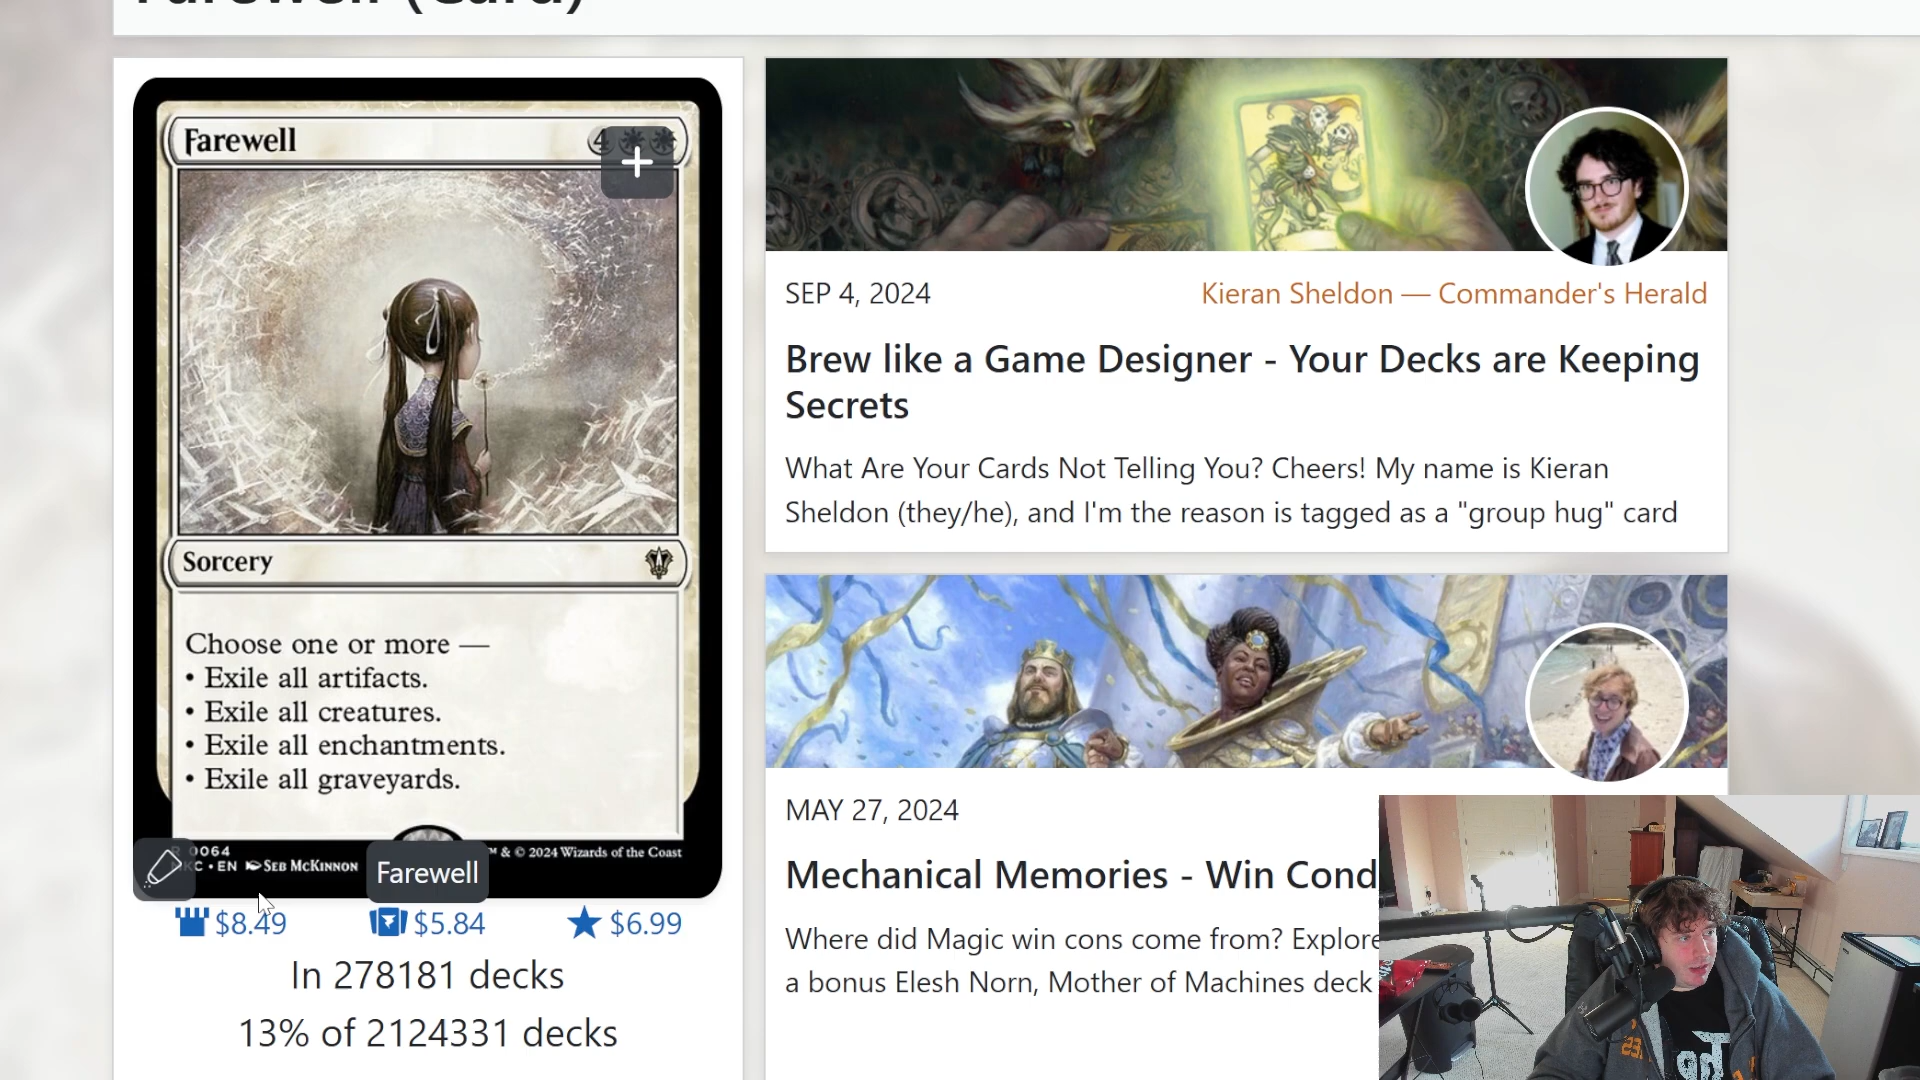 Farewell (Card)
Farewell 4
+
Sorcery
Choose one or more —
• Exile all artifacts.
• Exile all creatures.
• Exile all enchantments.
• Exile all graveyards.
R 0064
KC • EN SEB MCKINNON
™ & © 2024 Wizards of the Coast
Farewell
$8.49 $5.84 $6.99
In 278181 decks
13% of 2124331 decks
SEP 4, 2024
Kieran Sheldon — Commander's Herald
Brew like a Game Designer - Your Decks are Keeping
Secrets
What Are Your Cards Not Telling You? Cheers! My name is Kieran
Sheldon (they/he), and I'm the reason is tagged as a "group hug" card
MAY 27, 2024
Mechanical Memories - Win Cond
Where did Magic win cons come from? Explore
a bonus Elesh Norn, Mother of Machines deck